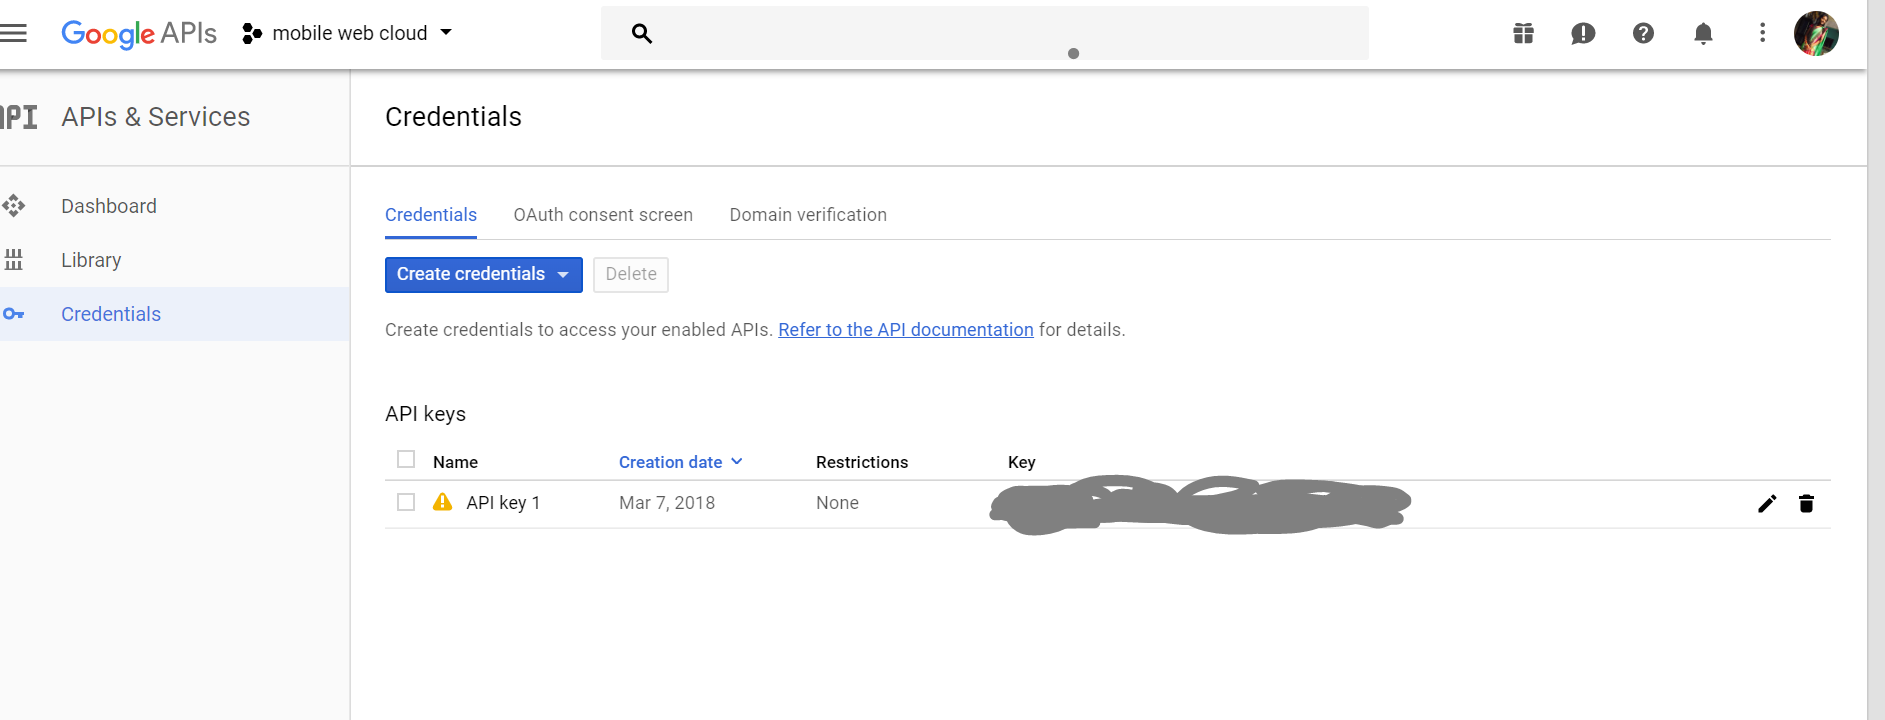 Google APIs mobile web cloud
API APIs & Services
Credentials
Dashboard
Library
Credentials
Credentials OAuth consent screen Domain verification
Create credentials Delete
Create credentials to access your enabled APIs. Refer to the API documentation for details.
API keys
Name Creation date Restrictions Key
API key 1 Mar 7, 2018 None